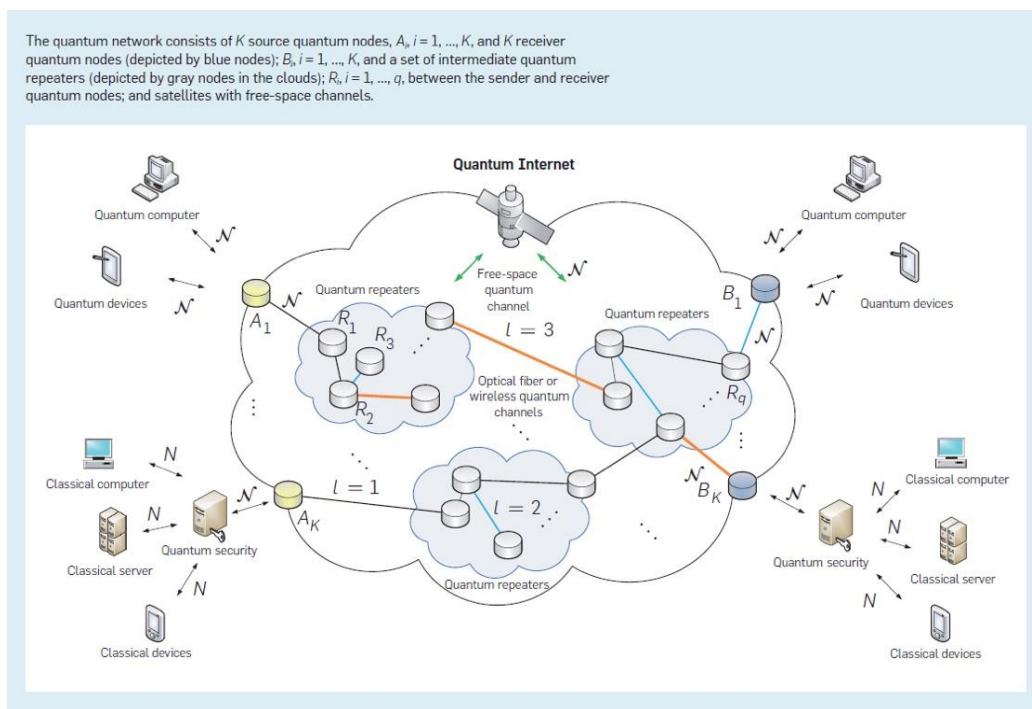 The quantum network consists of K source quantum nodes, Aᵢ, i = 1, ..., K, and K receiver
quantum nodes (depicted by blue nodes); Bᵢ, i = 1, ..., K, and a set of intermediate quantum
repeaters (depicted by gray nodes in the clouds); Rᵢ, i = 1, ..., q, between the sender and receiver
quantum nodes; and satellites with free-space channels.
Quantum Internet
Quantum computer
𝒩
Quantum devices
𝒩
Quantum computer
𝒩
Quantum devices
𝒩
Free-space
quantum
channel
𝒩
A₁
𝒩
Quantum repeaters
R₁
R₃
R₂
...
l = 3
Optical fiber or
wireless quantum
channels
...
Quantum repeaters
B₁
𝒩
R_q
...
...
...
...
Classical computer
N
Classical server
N
Quantum security
𝒩
Classical devices
N
A_K
l = 1
l = 2
...
Quantum repeaters
...
𝒩
B_K
𝒩
Quantum security
N
Classical computer
N
Classical server
N
Classical devices